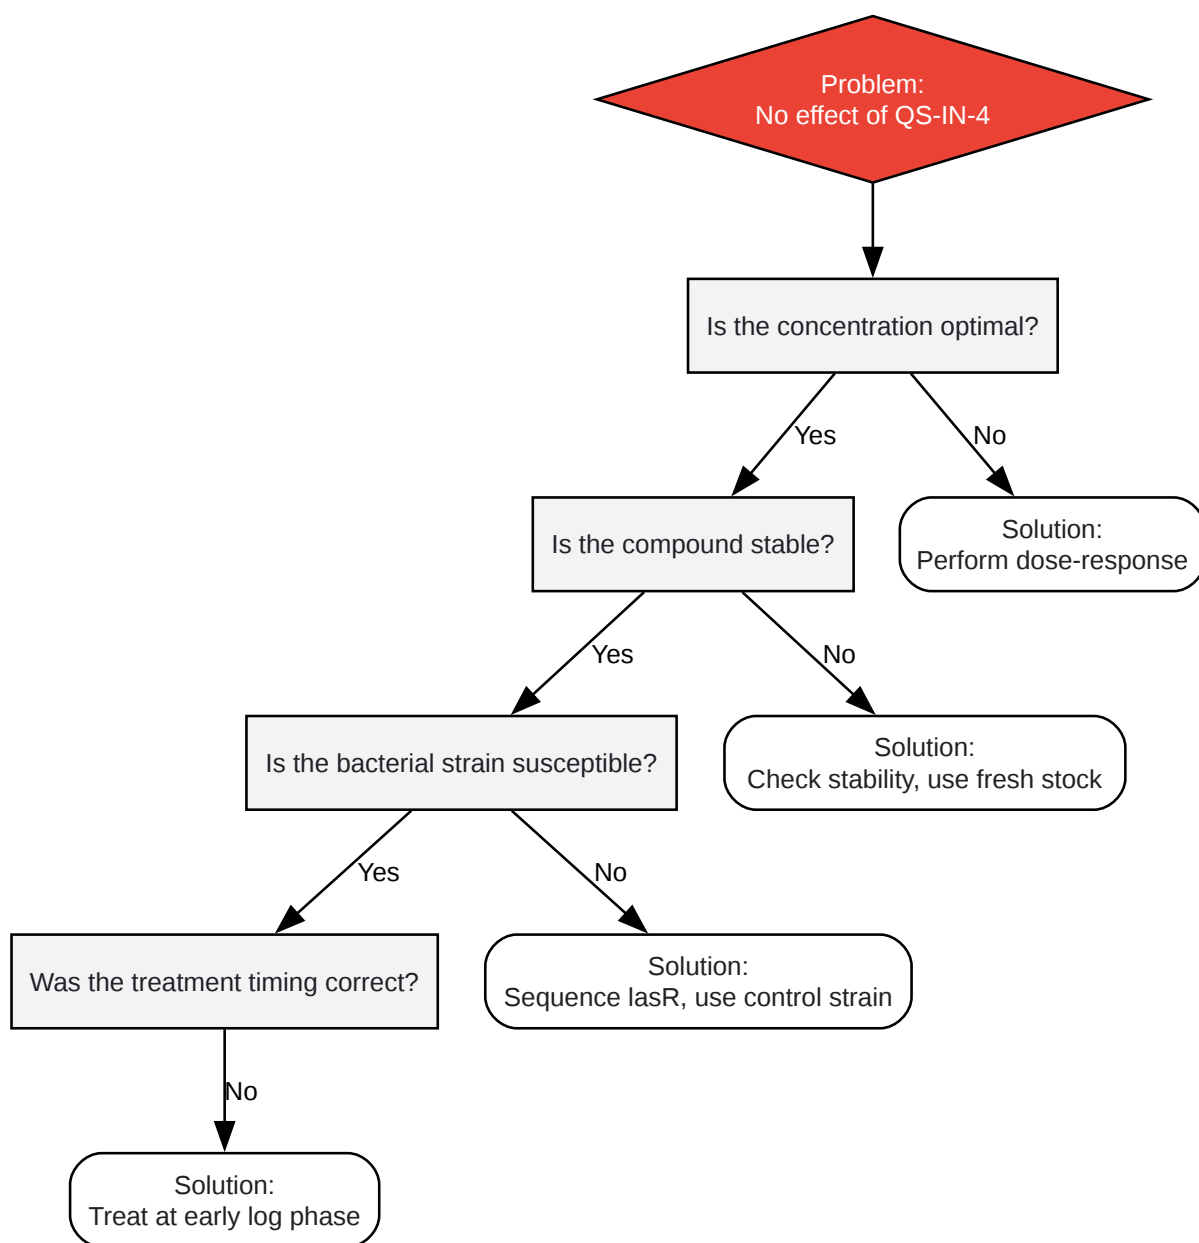 Problem:
No effect of QS-IN-4
Is the concentration optimal?
Yes
No
Is the compound stable?
Solution:
Perform dose-response
Yes
No
Is the bacterial strain susceptible?
Solution:
Check stability, use fresh stock
Yes
No
Was the treatment timing correct?
Solution:
Sequence lasR, use control strain
No
Solution:
Treat at early log phase